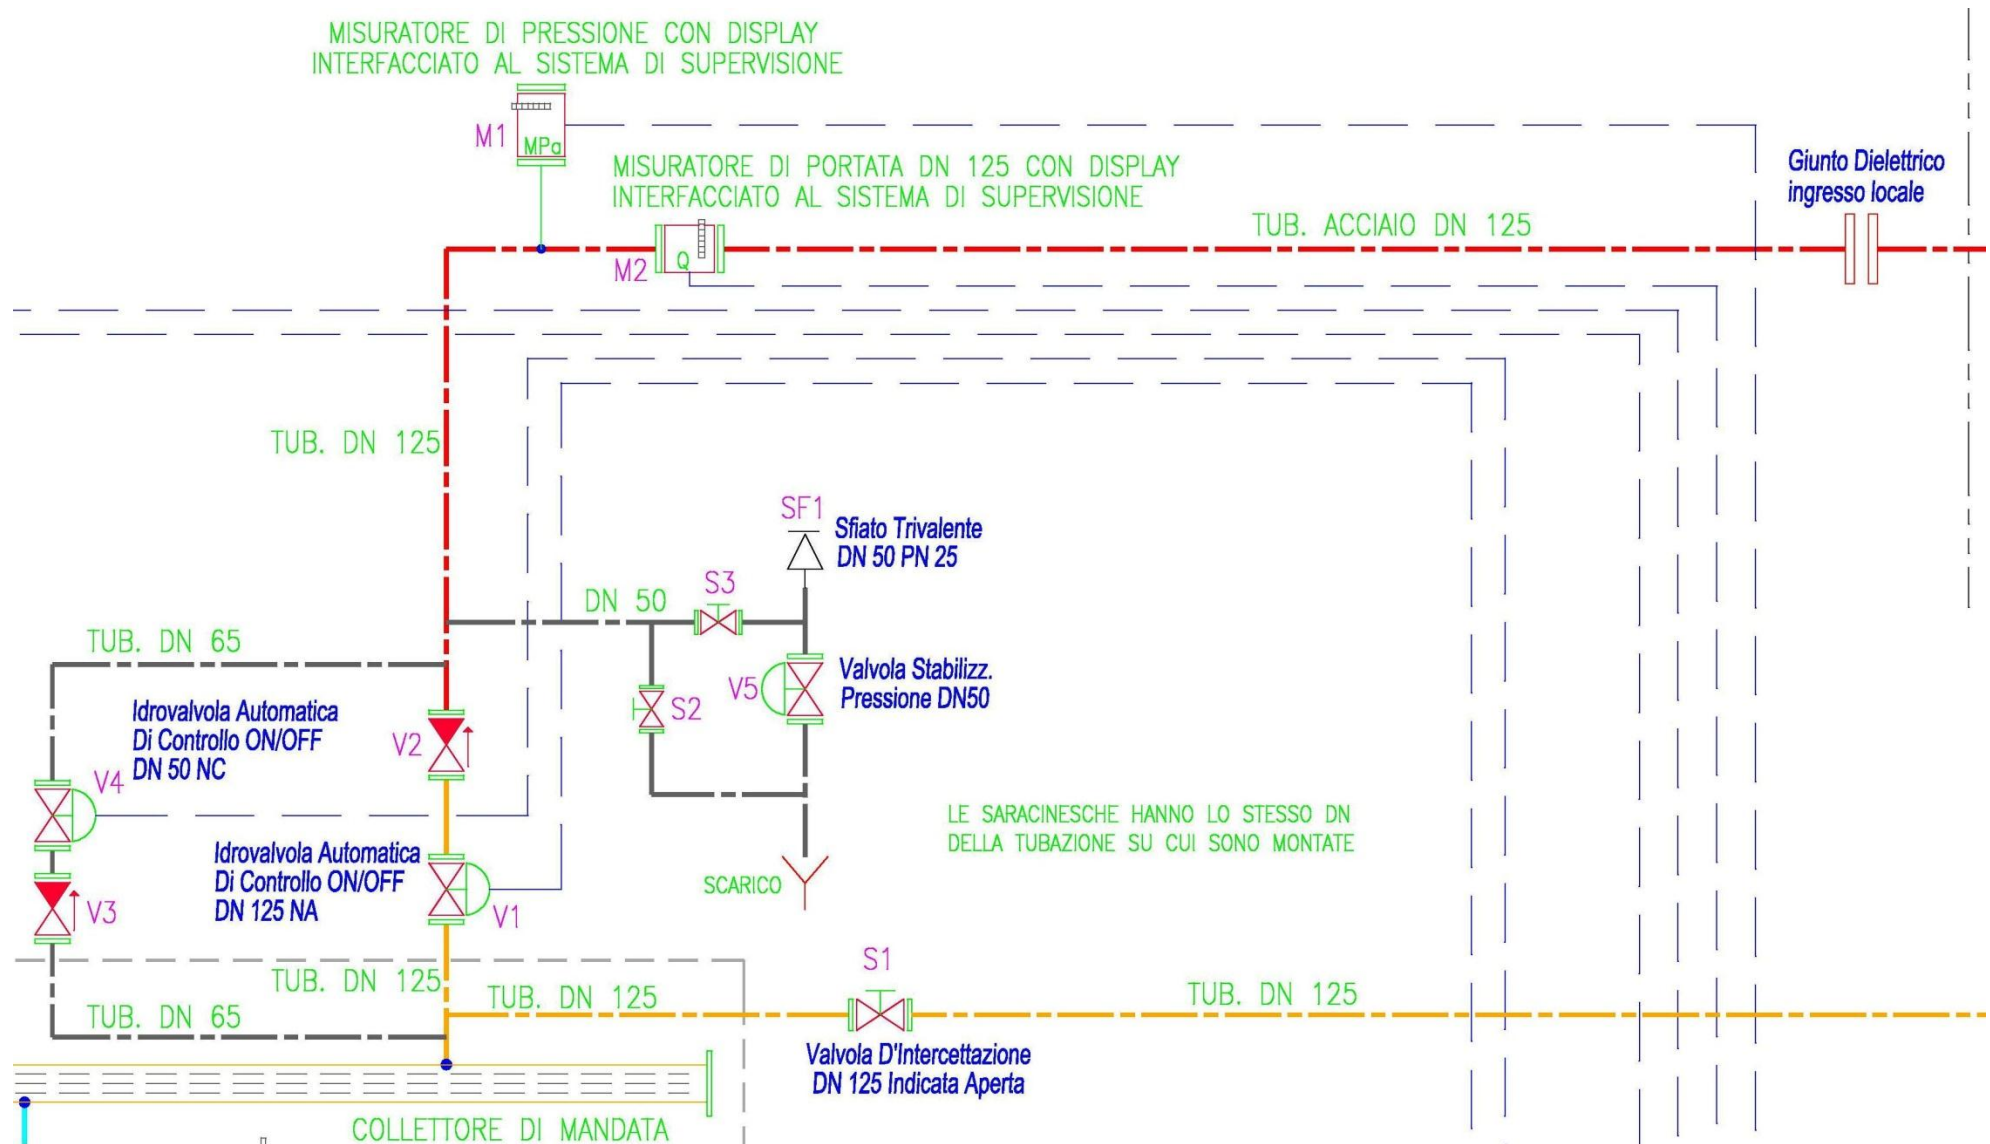 MISURATORE DI PRESSIONE CON DISPLAY
INTERFACCIATO AL SISTEMA DI SUPERVISIONE
M1
MPa
MISURATORE DI PORTATA DN 125 CON DISPLAY
INTERFACCIATO AL SISTEMA DI SUPERVISIONE
Giunto Dielettrico
ingresso locale
TUB. ACCIAIO DN 125
M2
Q
TUB. DN 125
SF1
Sfiato Trivalente
DN 50 PN 25
S3
DN 50
TUB. DN 65
Valvola Stabilizz.
Pressione DN50
V5
S2
Idrovalvola Automatica
Di Controllo ON/OFF
DN 50 NC
V2
V4
LE SARACINESCHE HANNO LO STESSO DN
DELLA TUBAZIONE SU CUI SONO MONTATE
Idrovalvola Automatica
Di Controllo ON/OFF
DN 125 NA
SCARICO
V3
V1
S1
TUB. DN 125
TUB. DN 125
TUB. DN 125
TUB. DN 65
Valvola D'Intercettazione
DN 125 Indicata Aperta
COLLETTORE DI MANDATA